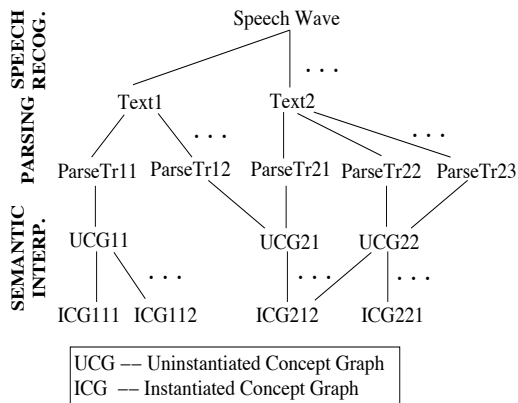 SPEECH RECOG.
PARSING
SEMANTIC INTERP.
Speech Wave
. . .
Text1
Text2
. . .
. . .
ParseTr11
ParseTr12
ParseTr21
ParseTr22
ParseTr23
UCG11
UCG21
UCG22
. . .
. . .
. . .
ICG111
ICG112
ICG212
ICG221
UCG −− Uninstantiated Concept Graph
ICG −− Instantiated Concept Graph